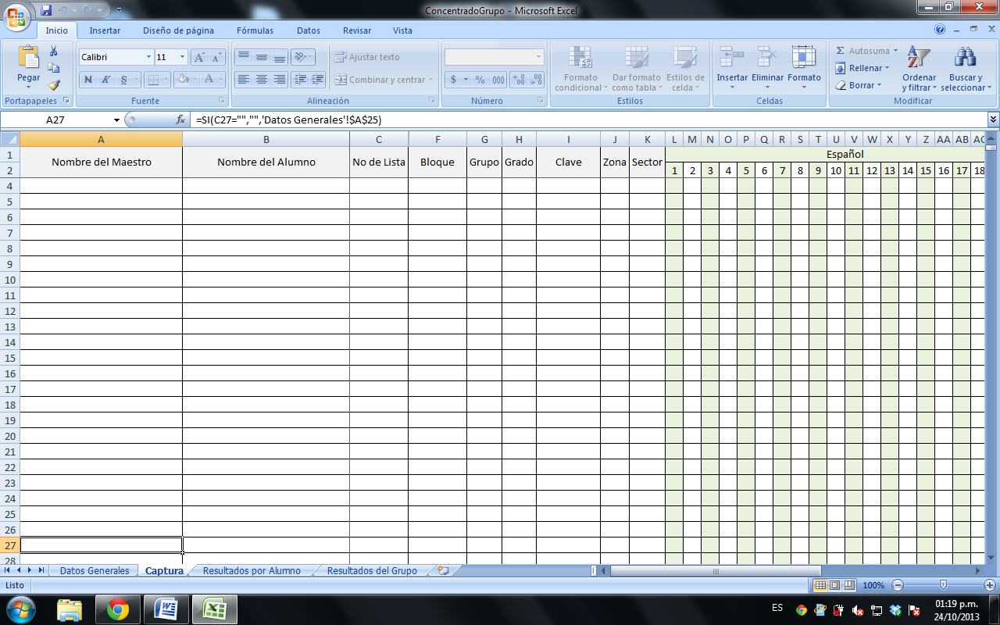 ConcentradoGrupo - Microsoft Excel
Inicio Insertar Diseño de página Fórmulas Datos Revisar Vista
Pegar
Portapapeles
Calibri 11
N K S
Fuente
Ajustar texto
Combinar y centrar
Alineación
$ % 000
Número
Formato condicional
Dar formato como tabla
Estilos de celda
Estilos
Insertar Eliminar Formato
Celdas
Autosuma
Rellenar
Borrar
Ordenar y filtrar
Buscar y seleccionar
Modificar
A27 fx =SI(C27="","",'Datos Generales'!$A$25)
A B C F G H I J K L M N O P Q R S T U V W X Y Z AA AB AC
1 Nombre del Maestro Nombre del Alumno No de Lista Bloque Grupo Grado Clave Zona Sector Español
2 1 2 3 4 5 6 7 8 9 10 11 12 13 14 15 16 17 18
4
5
6
7
8
9
10
11
12
13
14
15
16
17
18
19
20
21
22
23
24
25
26
27
28
Datos Generales Captura Resultados por Alumno Resultados del Grupo
Listo 100%
ES 01:19 p.m.
24/10/2013